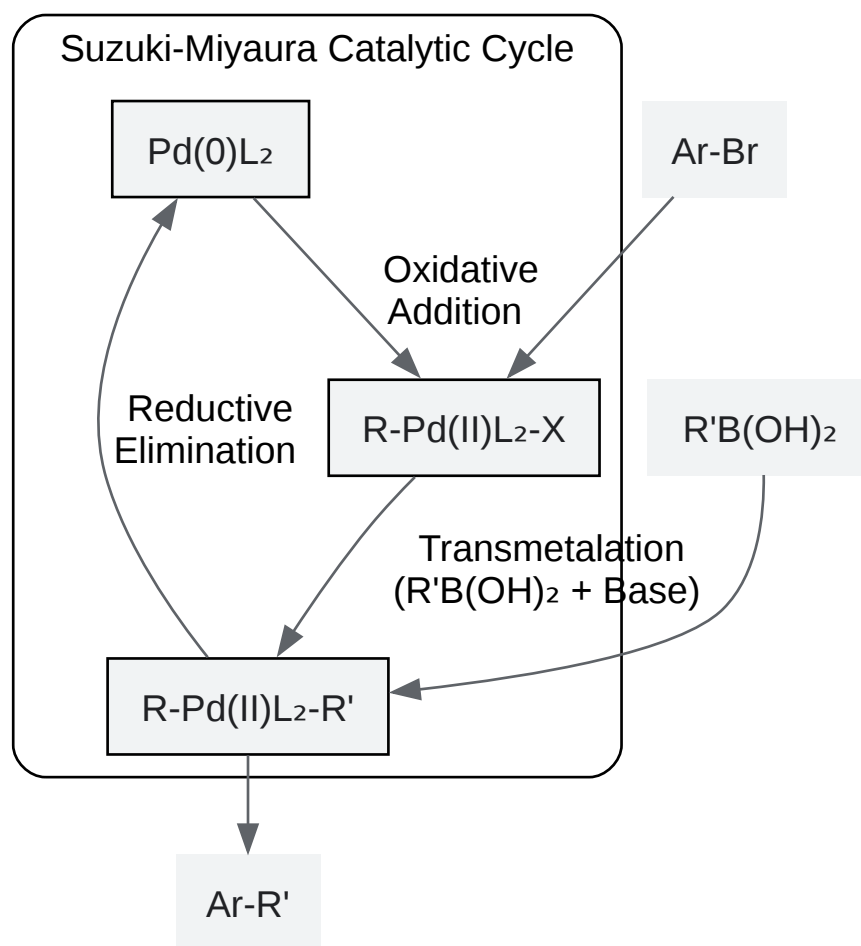 Suzuki-Miyaura Catalytic Cycle
Pd(0)L₂
Ar-Br
Oxidative
Addition
Reductive
Elimination
R-Pd(II)L₂-X
R'B(OH)₂
Transmetalation
(R'B(OH)₂ + Base)
R-Pd(II)L₂-R'
Ar-R'